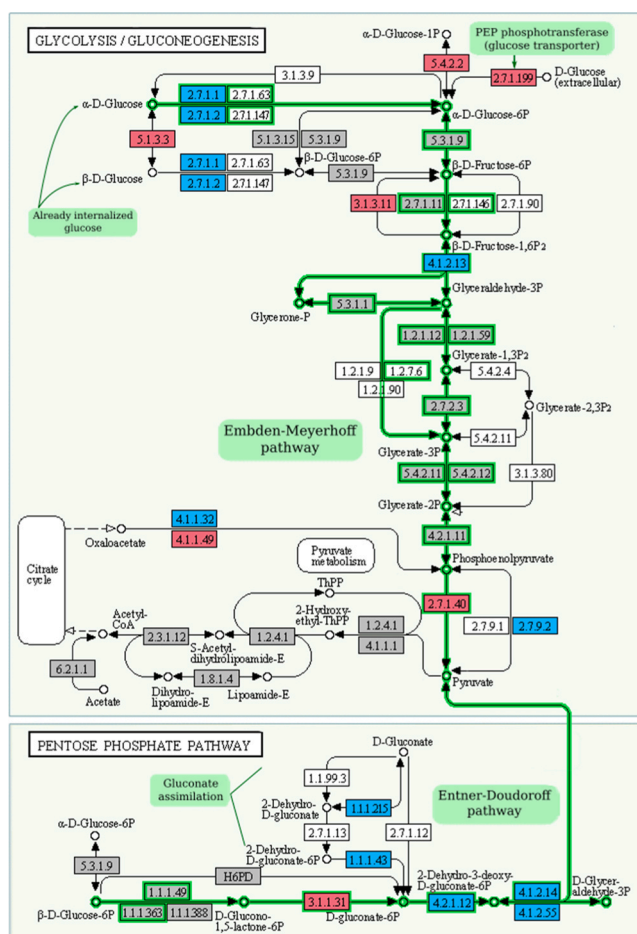 GLYCOLYSIS / GLUCONEOGENESIS
α-D-Glucose-1P
PEP phosphotransferase
(glucose transporter)
5.4.2.2
3.1.3.9
2.7.1.199
D-Glucose
(extracellular)
α-D-Glucose
2.7.1.1
2.7.1.63
2.7.1.2
2.7.1.147
α-D-Glucose-6P
5.1.3.3
5.1.3.15
5.3.1.9
5.3.1.9
β-D-Glucose-6P
2.7.1.1
2.7.1.63
2.7.1.2
2.7.1.147
5.3.1.9
β-D-Fructose-6P
β-D-Glucose
3.1.3.11
2.7.1.11
2.7.1.146
2.7.1.90
Already internalized
glucose
β-D-Fructose-1,6P2
4.1.2.13
Glyceraldehyde-3P
5.3.1.1
Glycerone-P
1.2.1.12
1.2.1.59
Glycerate-1,3P2
1.2.1.9
1.2.7.6
1.2.1.90
5.4.2.4
2.7.2.3
Glycerate-2,3P2
Embden-Meyerhoff
pathway
5.4.2.11
Glycerate-3P
5.4.2.11
5.4.2.12
3.1.3.80
Glycerate-2P
4.1.1.32
4.1.1.49
Oxaloacetate
4.2.1.11
Citrate
cycle
Pyruvate
metabolism
Phosphoenolpyruvate
ThPP
2.7.1.40
2.7.9.1
2.7.9.2
Acetyl-
CoA
2-Hydroxy-
ethyl-ThPP
2.3.1.12
1.2.4.1
1.2.4.1
4.1.1.1
S-Acetyl-
dihydrolipoamide-E
6.2.1.1
1.8.1.4
Pyruvate
Acetate
Dihydro-
lipoamide-E
Lipoamide-E
PENTOSE PHOSPHATE PATHWAY
D-Gluconate
Gluconate
assimilation
1.1.99.3
Entner-Doudoroff
pathway
2-Dehydro-
D-gluconate
1.1.1.215
α-D-Glucose-6P
2.7.1.13
2.7.1.12
2-Dehydro-
D-gluconate-6P
1.1.1.43
5.3.1.9
H6PD
2-Dehydro-3-deoxy-
D-gluconate-6P
1.1.1.49
4.1.2.14
D-Glycer-
aldehyde-3P
1.1.1.363
1.1.1.388
3.1.1.31
4.2.1.12
4.1.2.55
β-D-Glucose-6P
D-Glucono-
1,5-lactone-6P
D-gluconate-6P